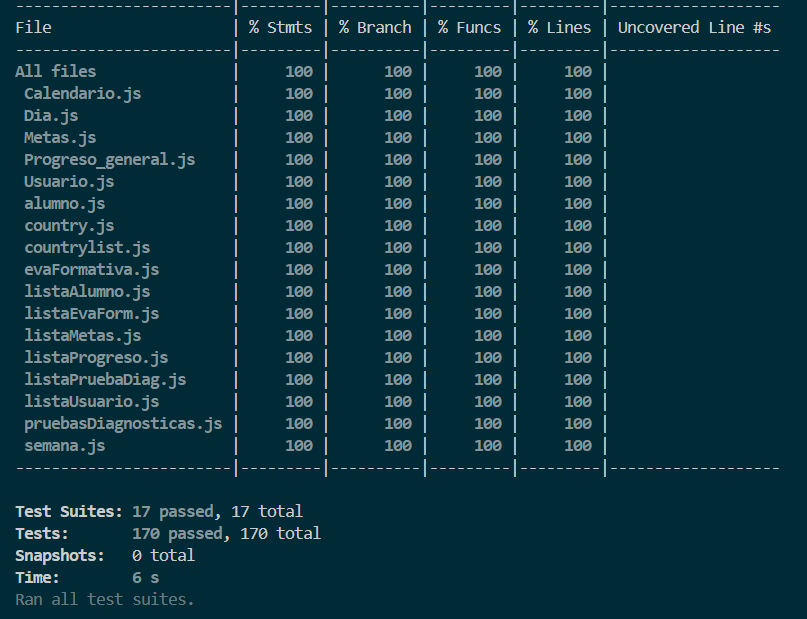 ------------------------|---------|----------|---------|---------|-------------------
File                    | % Stmts | % Branch | % Funcs | % Lines | Uncovered Line #s
------------------------|---------|----------|---------|---------|-------------------
All files               |     100 |      100 |     100 |     100 |
 Calendario.js          |     100 |      100 |     100 |     100 |
 Dia.js                 |     100 |      100 |     100 |     100 |
 Metas.js               |     100 |      100 |     100 |     100 |
 Progreso_general.js    |     100 |      100 |     100 |     100 |
 Usuario.js             |     100 |      100 |     100 |     100 |
 alumno.js              |     100 |      100 |     100 |     100 |
 country.js             |     100 |      100 |     100 |     100 |
 countrylist.js         |     100 |      100 |     100 |     100 |
 evaFormativa.js        |     100 |      100 |     100 |     100 |
 listaAlumno.js         |     100 |      100 |     100 |     100 |
 listaEvaForm.js        |     100 |      100 |     100 |     100 |
 listaMetas.js          |     100 |      100 |     100 |     100 |
 listaProgreso.js       |     100 |      100 |     100 |     100 |
 listaPruebaDiag.js     |     100 |      100 |     100 |     100 |
 listaUsuario.js        |     100 |      100 |     100 |     100 |
 pruebasDiagnosticas.js |     100 |      100 |     100 |     100 |
 semana.js              |     100 |      100 |     100 |     100 |
------------------------|---------|----------|---------|---------|-------------------
Test Suites: 17 passed, 17 total
Tests:       170 passed, 170 total
Snapshots:   0 total
Time:        6 s
Ran all test suites.